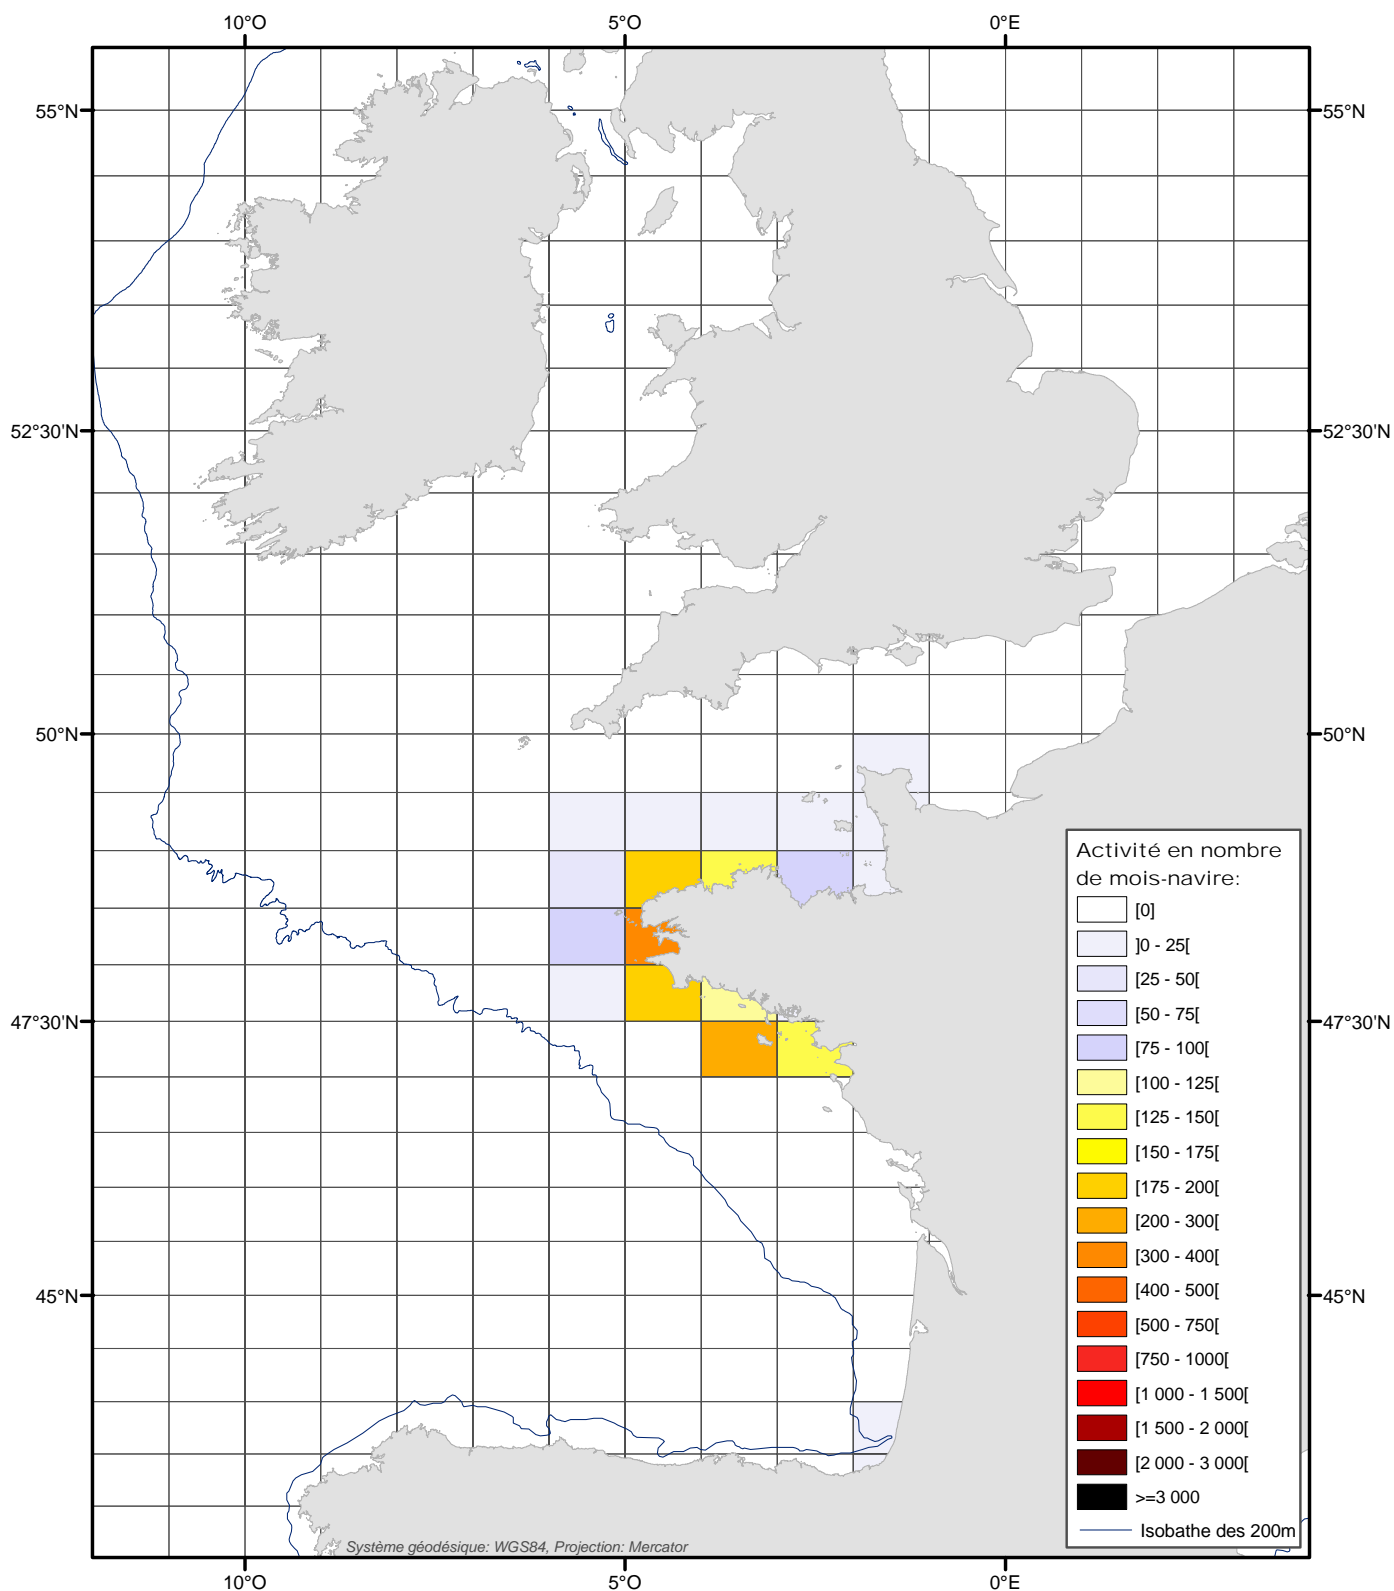 10°O 5°O 0°E
55°N 55°N
52°30'N 52°30'N
50°N 50°N
47°30'N 47°30'N
45°N 45°N
Activité en nombre
de mois-navire:
[0]
]0 - 25[
[25 - 50[
[50 - 75[
[75 - 100[
[100 - 125[
[125 - 150[
[150 - 175[
[175 - 200[
[200 - 300[
[300 - 400[
[400 - 500[
[500 - 750[
[750 - 1000[
[1 000 - 1 500[
[1 500 - 2 000[
[2 000 - 3 000[
>=3 000
Isobathe des 200m
Système géodésique: WGS84, Projection: Mercator
10°O 5°O 0°E